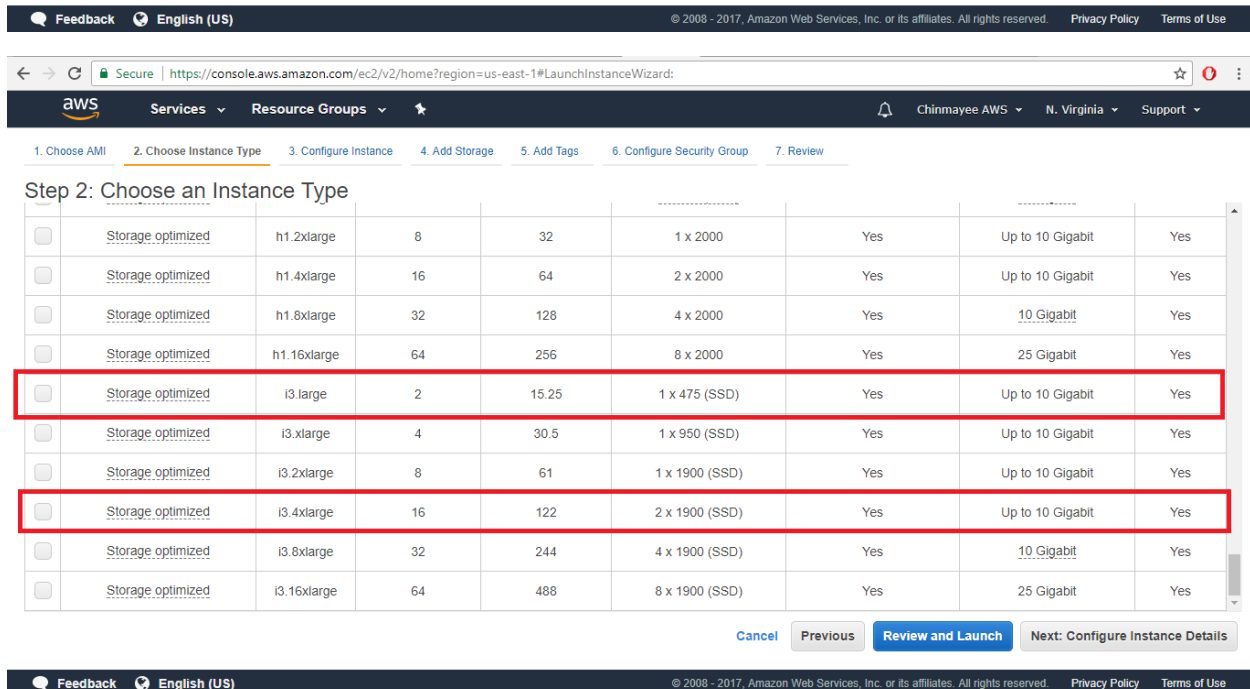 Feedback English (US) © 2008 - 2017, Amazon Web Services, Inc. or its affiliates. All rights reserved. Privacy Policy Terms of Use
Secure https://console.aws.amazon.com/ec2/v2/home?region=us-east-1#LaunchInstanceWizard:
aws Services Resource Groups Chinmayee AWS N. Virginia Support
1. Choose AMI 2. Choose Instance Type 3. Configure Instance 4. Add Storage 5. Add Tags 6. Configure Security Group 7. Review
Step 2: Choose an Instance Type
Storage optimized h1.2xlarge 8 32 1 x 2000 Yes Up to 10 Gigabit Yes
Storage optimized h1.4xlarge 16 64 2 x 2000 Yes Up to 10 Gigabit Yes
Storage optimized h1.8xlarge 32 128 4 x 2000 Yes 10 Gigabit Yes
Storage optimized h1.16xlarge 64 256 8 x 2000 Yes 25 Gigabit Yes
Storage optimized i3.large 2 15.25 1 x 475 (SSD) Yes Up to 10 Gigabit Yes
Storage optimized i3.xlarge 4 30.5 1 x 950 (SSD) Yes Up to 10 Gigabit Yes
Storage optimized i3.2xlarge 8 61 1 x 1900 (SSD) Yes Up to 10 Gigabit Yes
Storage optimized i3.4xlarge 16 122 2 x 1900 (SSD) Yes Up to 10 Gigabit Yes
Storage optimized i3.8xlarge 32 244 4 x 1900 (SSD) Yes 10 Gigabit Yes
Storage optimized i3.16xlarge 64 488 8 x 1900 (SSD) Yes 25 Gigabit Yes
Cancel Previous Review and Launch Next: Configure Instance Details
Feedback English (US) © 2008 - 2017, Amazon Web Services, Inc. or its affiliates. All rights reserved. Privacy Policy Terms of Use